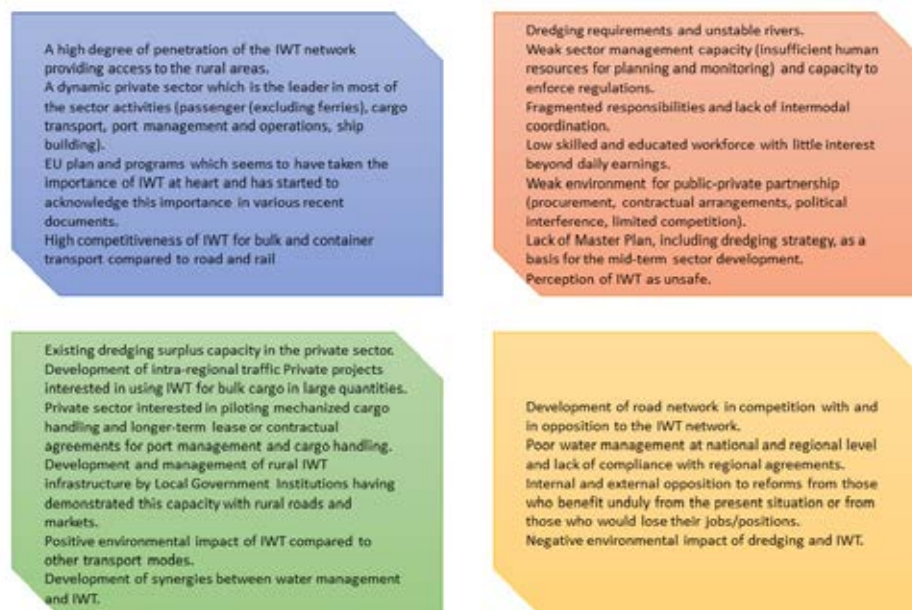 A high degree of penetration of the IWT network
providing access to the rural areas.
A dynamic private sector which is the leader in most of
the sector activities (passenger (excluding ferries), cargo
transport, port management and operations, ship
building).
EU plan and programs which seems to have taken the
importance of IWT at heart and has started to
acknowledge this importance in various recent
documents.
High competitiveness of IWT for bulk and container
transport compared to road and rail
Dredging requirements and unstable rivers.
Weak sector management capacity (insufficient human
resources for planning and monitoring) and capacity to
enforce regulations.
Fragmented responsibilities and lack of intermodal
coordination.
Low skilled and educated workforce with little interest
beyond daily earnings.
Weak environment for public-private partnership
(procurement, contractual arrangements, political
interference, limited competition).
Lack of Master Plan, including dredging strategy, as a
basis for the mid-term sector development.
Perception of IWT as unsafe.
Existing dredging surplus capacity in the private sector.
Development of intra-regional traffic Private projects
interested in using IWT for bulk cargo in large quantities.
Private sector interested in piloting mechanized cargo
handling and longer-term lease or contractual
agreements for port management and cargo handling.
Development and management of rural IWT
infrastructure by Local Government Institutions having
demonstrated this capacity with rural roads and
markets.
Positive environmental impact of IWT compared to
other transport modes.
Development of synergies between water management
and IWT.
Development of road network in competition with and
in opposition to the IWT network.
Poor water management at national and regional level
and lack of compliance with regional agreements.
Internal and external opposition to reforms from those
who benefit unduly from the present situation or from
those who would lose their jobs/positions.
Negative environmental impact of dredging and IWT.